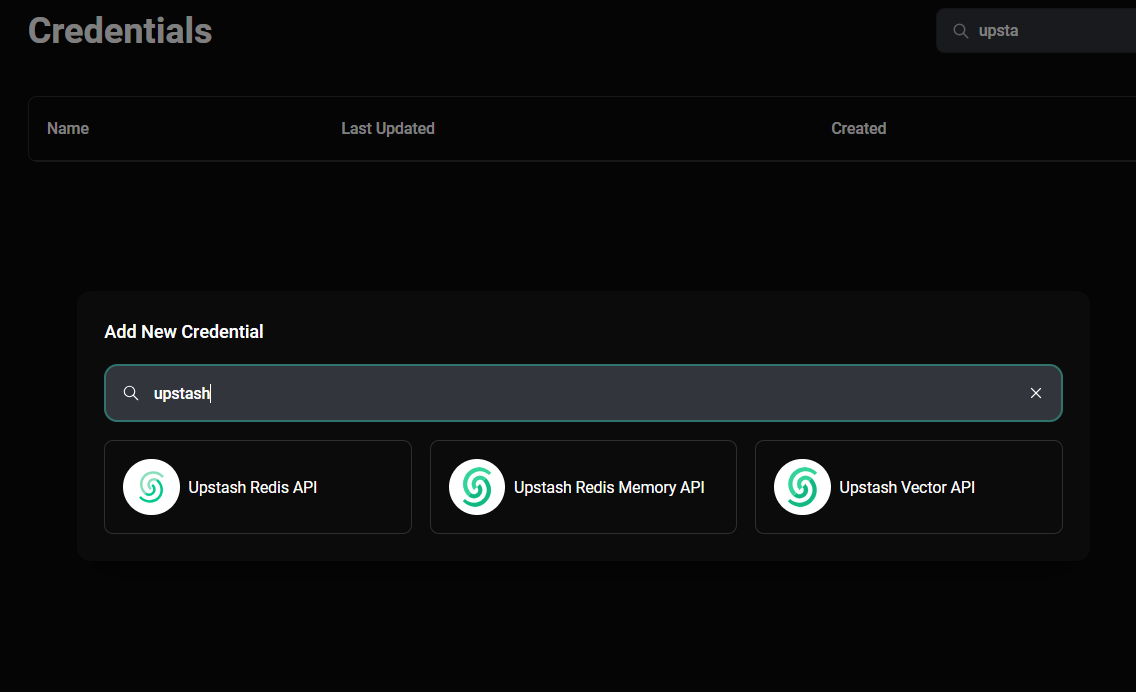 Credentials
upsta
Name Last Updated Created
Add New Credential
upstash
Upstash Redis API Upstash Redis Memory API Upstash Vector API